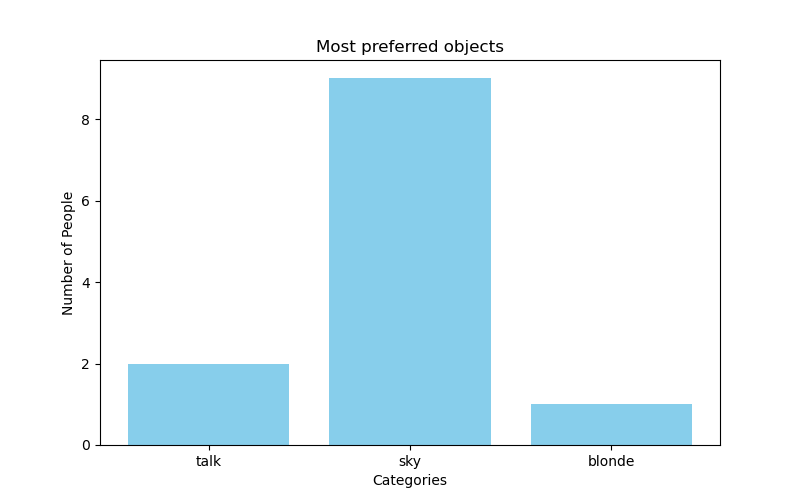 Most preferred objects
8
6
4
2
0
Number of People
talk sky blonde
Categories